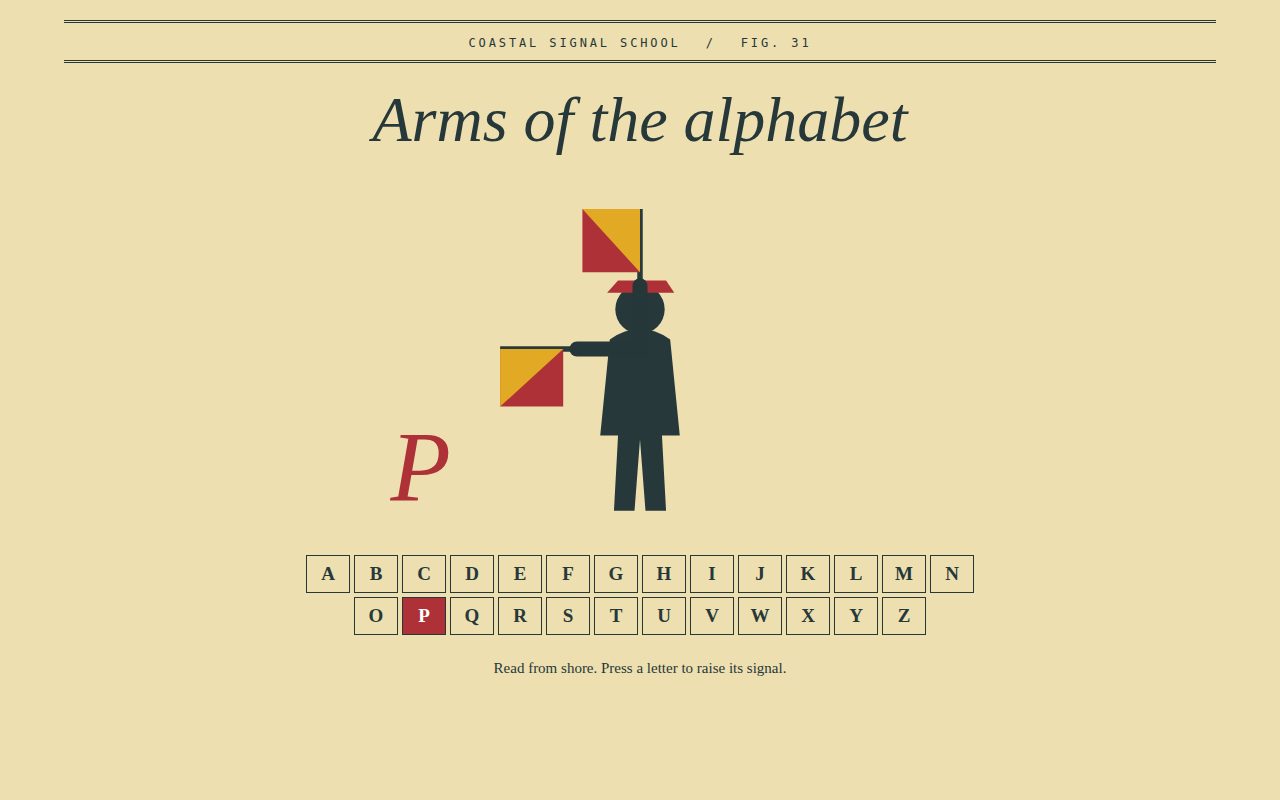 COASTAL SIGNAL SCHOOL / FIG. 31
Arms of the alphabet
P
A B C D E F G H I J K L M N
O P Q R S T U V W X Y Z
Read from shore. Press a letter to raise its signal.